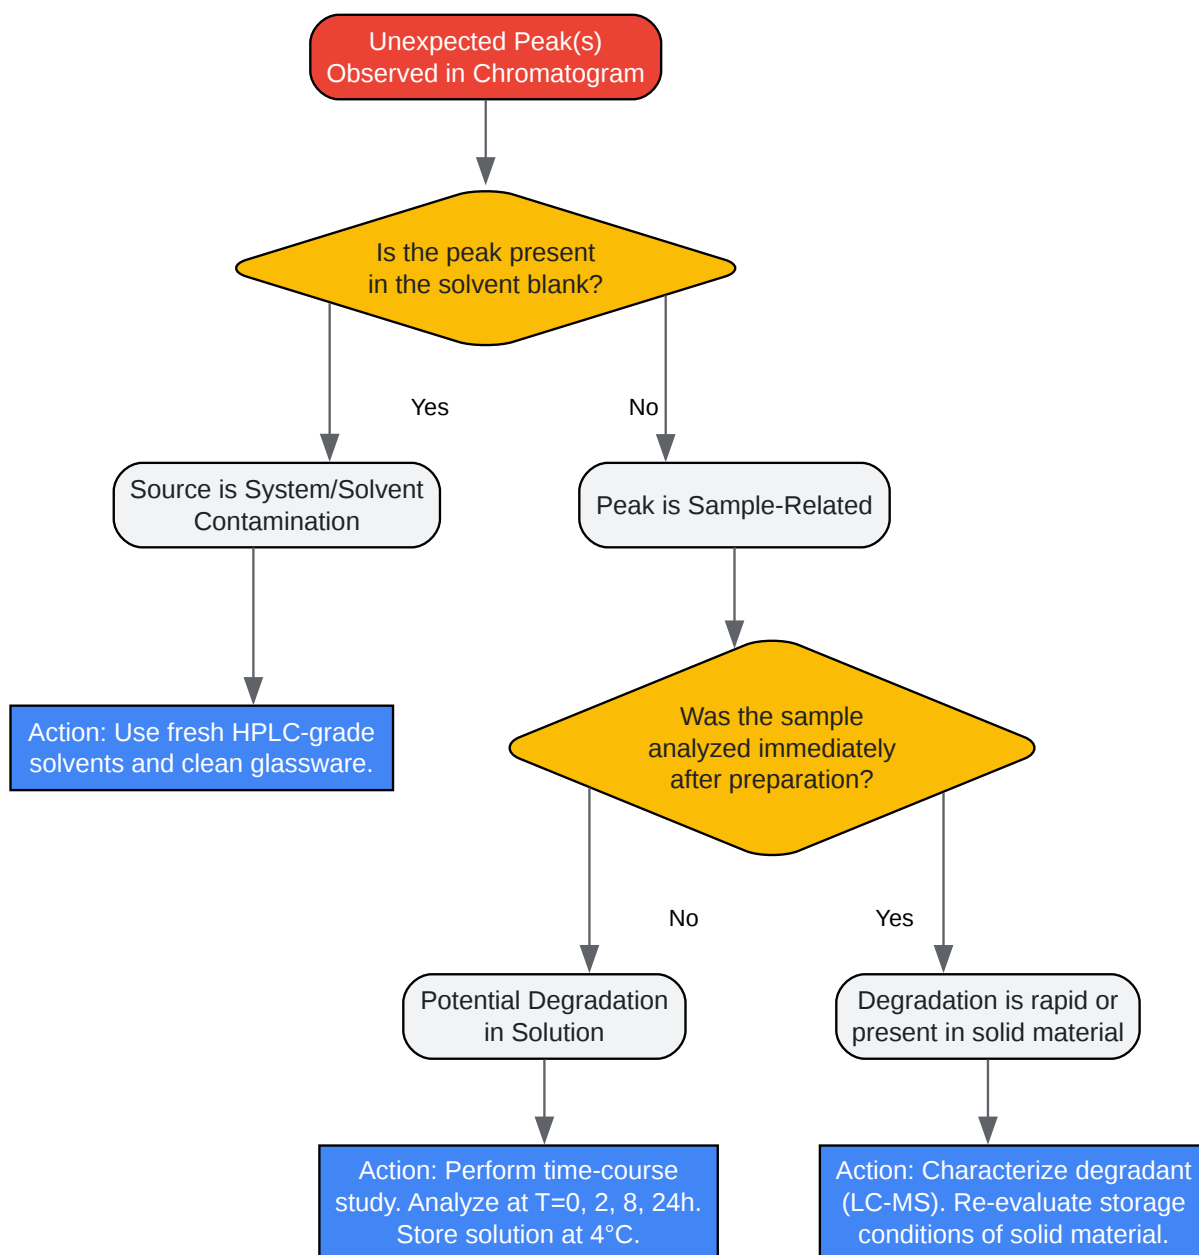 Unexpected Peak(s)
Observed in Chromatogram
Is the peak present
in the solvent blank?
Yes
No
Source is System/Solvent
Contamination
Peak is Sample-Related
Action: Use fresh HPLC-grade
solvents and clean glassware.
Was the sample
analyzed immediately
after preparation?
No
Yes
Potential Degradation
in Solution
Degradation is rapid or
present in solid material
Action: Perform time-course
study. Analyze at T=0, 2, 8, 24h.
Store solution at 4°C.
Action: Characterize degradant
(LC-MS). Re-evaluate storage
conditions of solid material.